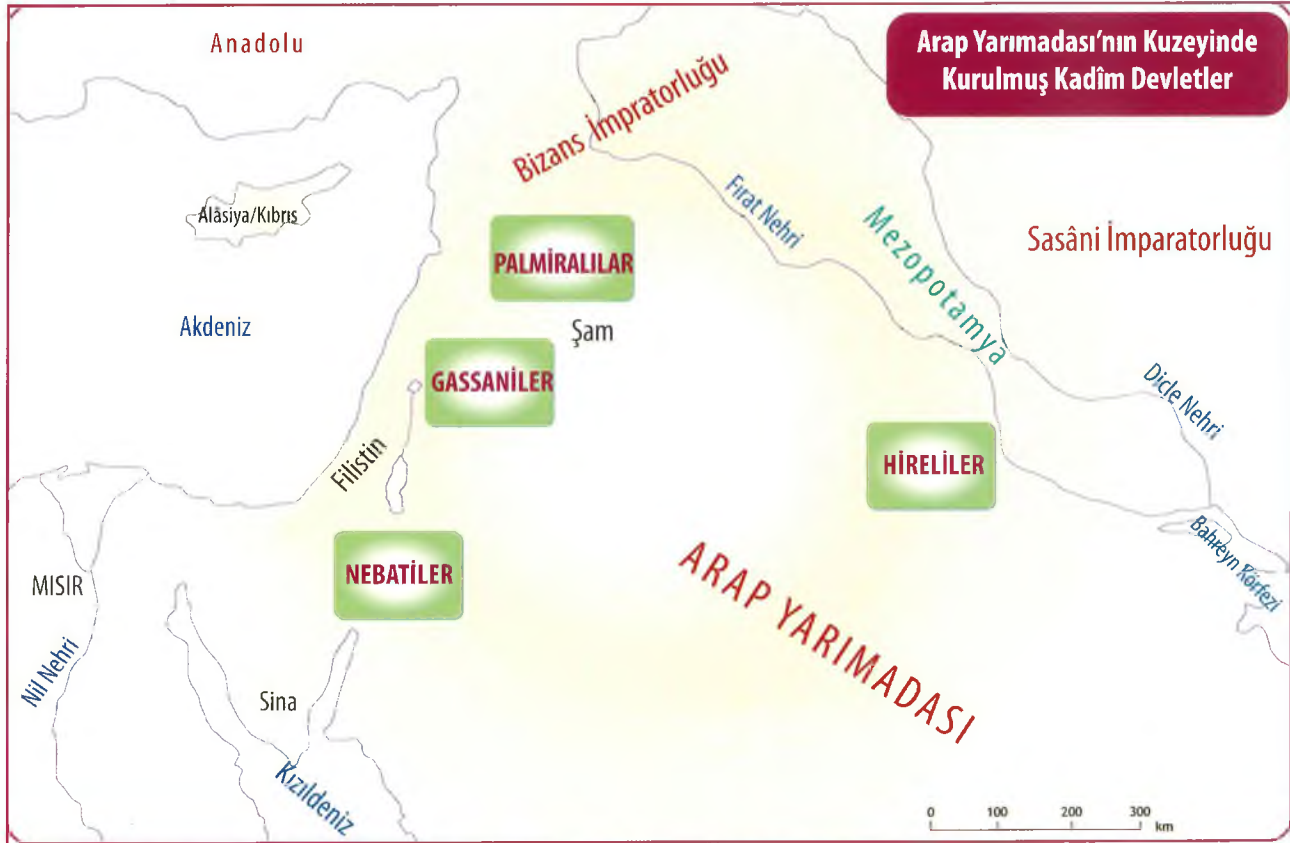 Arap Yarımadası'nın Kuzeyinde
Kurulmuş Kadîm Devletler
Anadolu
Bizans İmpratorluğu
Alâsiya/Kıbrıs
Fırat Nehri
Mezopotamya
Sasâni İmparatorluğu
PALMİRALILAR
Akdeniz
Şam
GASSANİLER
Dicle Nehri
Filistin
HİRELİLER
Bahreyn Körfezi
NEBATİLER
MISIR
ARAP YARIMADASI
Nil Nehri
Sina
Kızıldeniz
0 100 200 300
km